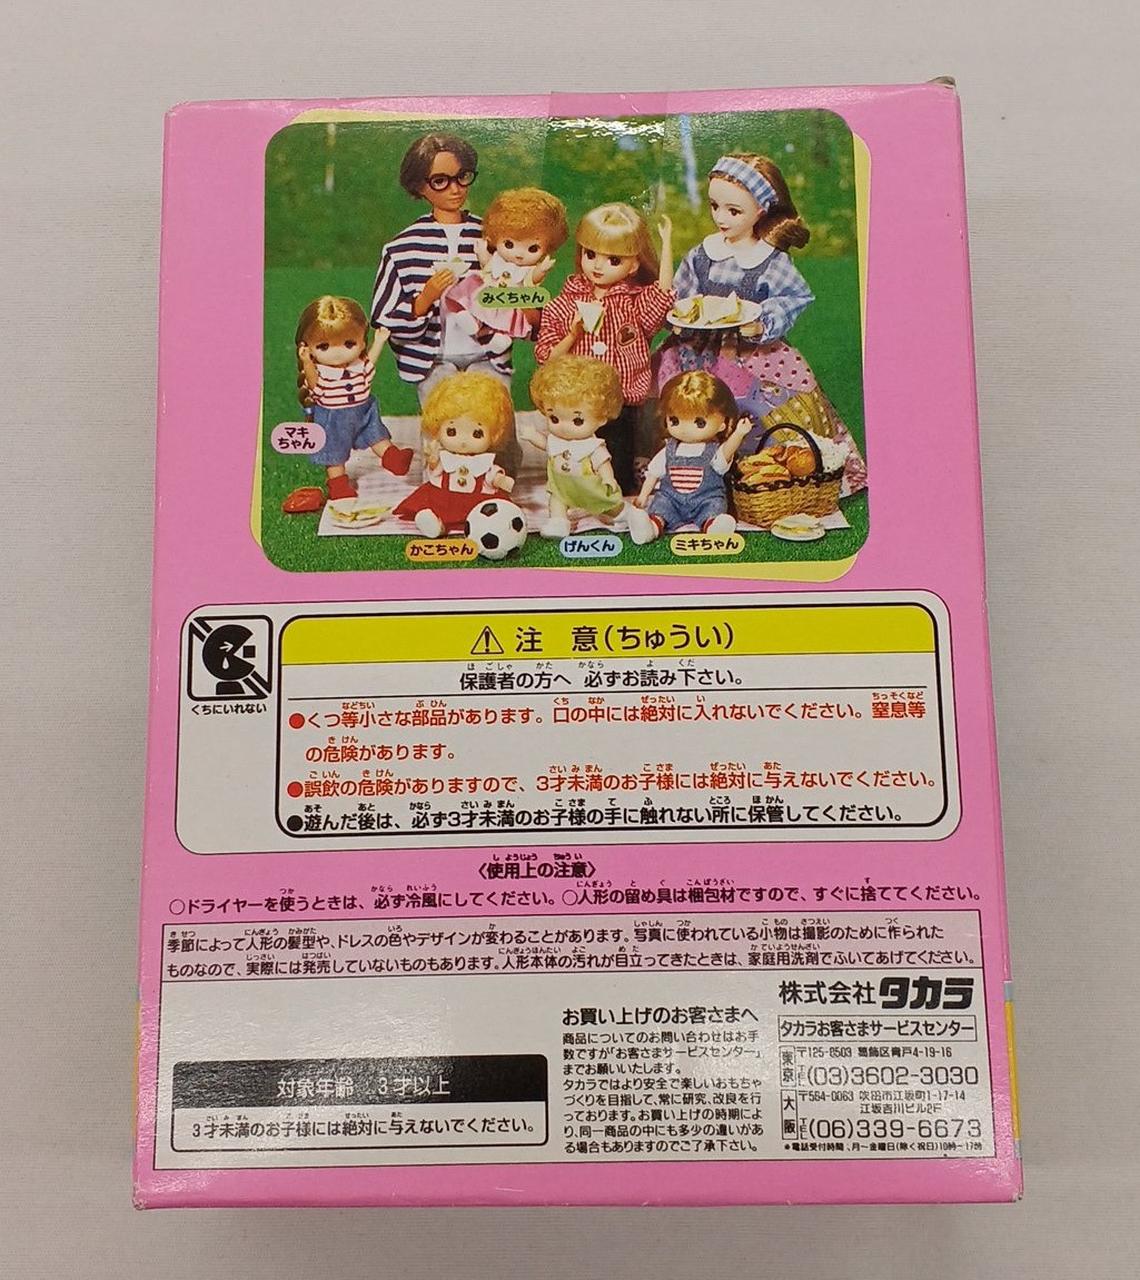 みくちゃん
マキ
ちゃん
かこちゃん
げんくん
ミキちゃん
くちにいれない
⚠注　意(ちゅうい)
保護者の方へ 必ずお読み下さい。
●くつ等小さな部品があります。口の中には絶対に入れないでください。窒息等
の危険があります。
●誤飲の危険がありますので、3才未満のお子様には絶対に与えないでください。
●遊んだ後は、必ず3才未満のお子様の手に触れない所に保管してください。
〈使用上の注意〉
○ドライヤーを使うときは、必ず冷風にしてください。○人形の留め具は梱包材ですので、すぐに捨ててください。
季節によって人形の髪型や、ドレスの色やデザインが変わることがあります。写真に使われている小物は撮影のために作られた
ものなので、実際には発売していないものもあります。人形本体の汚れが目立ってきたときは、家庭用洗剤でふいてあげてください。
対象年齢　3才以上
3才未満のお子様には絶対に与えないでください。
お買い上げのお客さまへ
商品についてのお問い合わせはお手
数ですが「お客さまサービスセンター」
までお願いいたします。
タカラではより安全で楽しいおもちゃ
づくりを目指して、常に研究、改良を行
っております。お買い上げの時期によ
り、同一商品の中にも多少の違いがあ
る場合もありますのでご了承下さい。
株式会社タカラ
タカラお客さまサービスセンター
東京 〒125-8503 葛飾区青戸4-19-16
TEL(03)3602-3030
大阪 〒564-0063 吹田市江坂町1-17-14
江坂吉川ビル2F
TEL(06)339-6673
*電話受付時間、月～金曜日(除く祝日)10時-17時